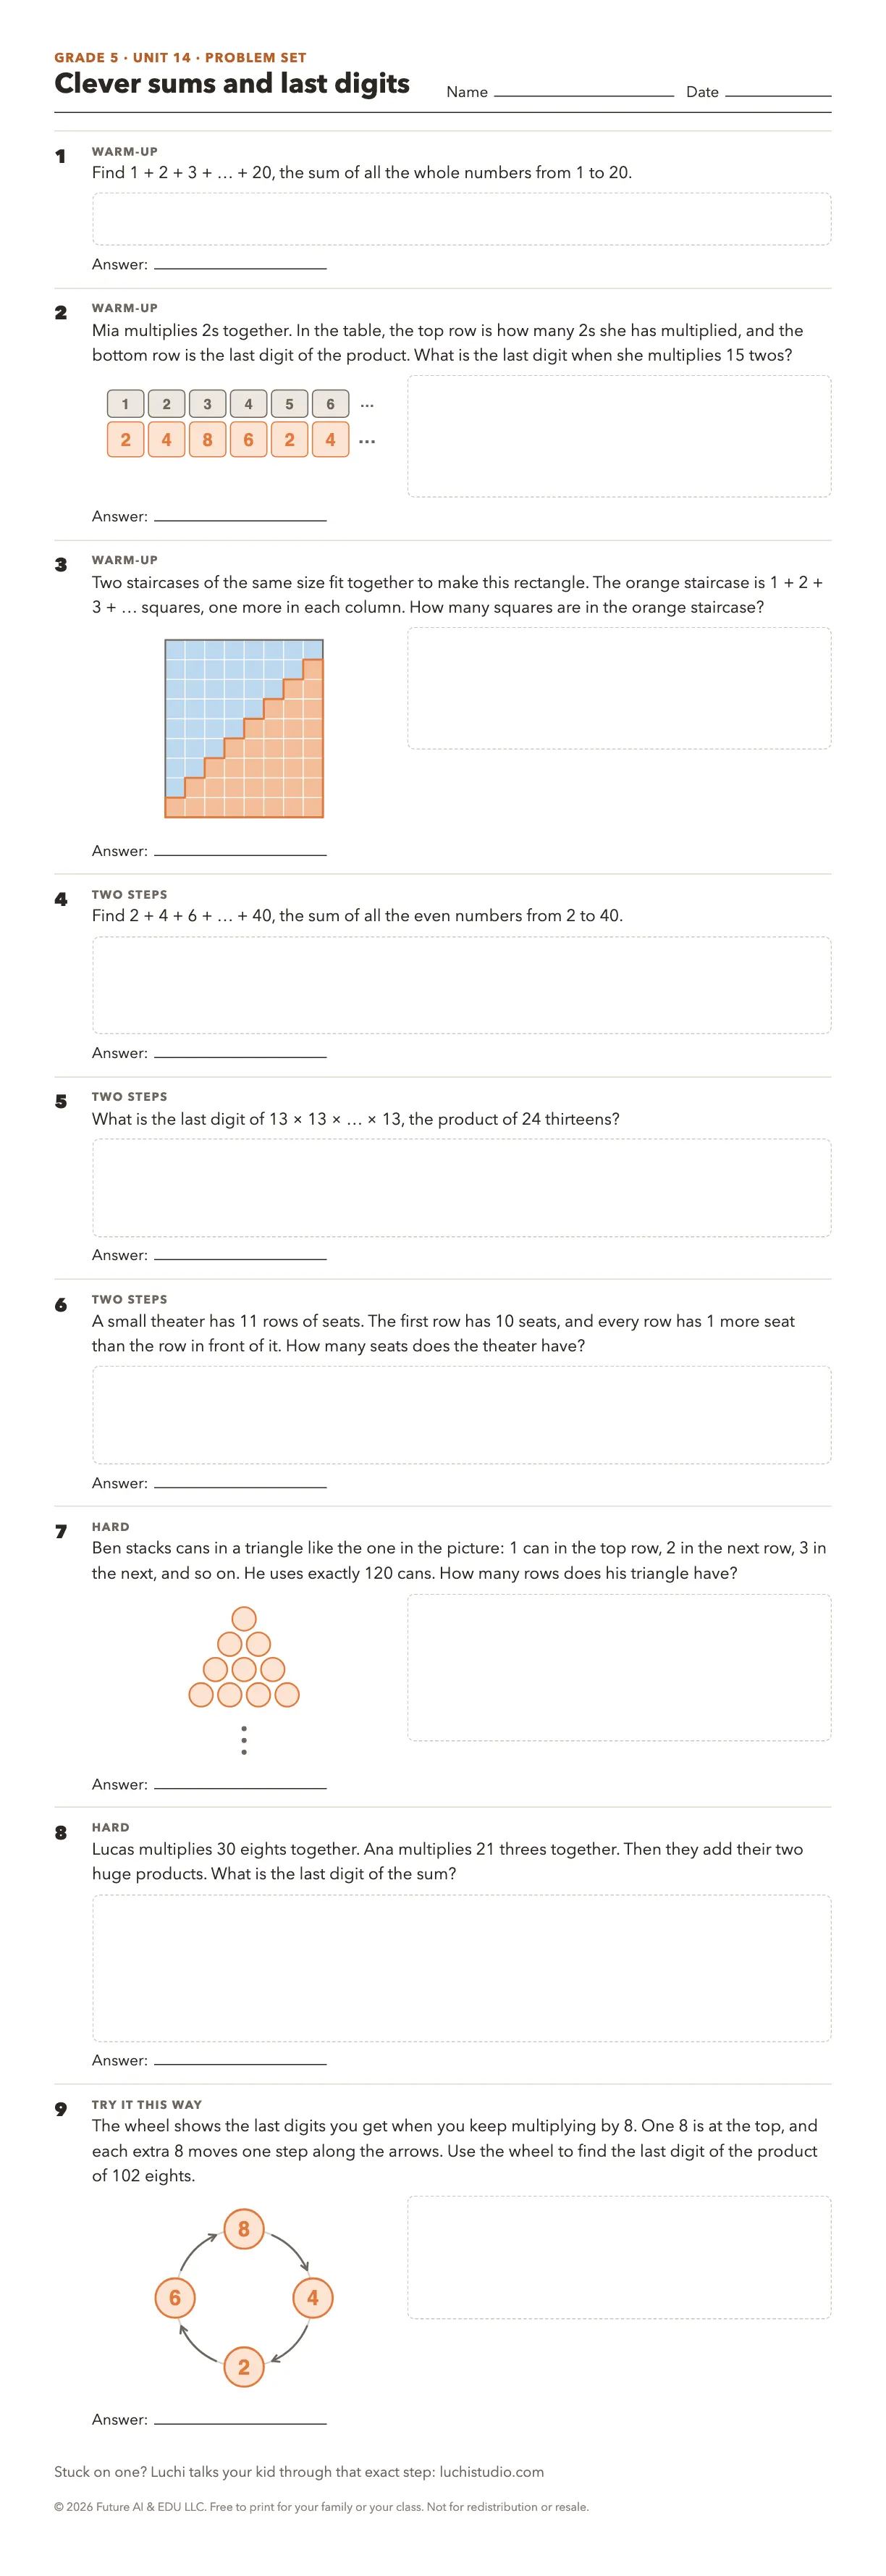 GRADE 5 · UNIT 14 · PROBLEM SET
Clever sums and last digits
Name
Date
1
WARM-UP
Find 1 + 2 + 3 + … + 20, the sum of all the whole numbers from 1 to 20.
Answer:
2
WARM-UP
Mia multiplies 2s together. In the table, the top row is how many 2s she has multiplied, and the
bottom row is the last digit of the product. What is the last digit when she multiplies 15 twos?
1 2 3 4 5 6 …
2 4 8 6 2 4 …
Answer:
3
WARM-UP
Two staircases of the same size fit together to make this rectangle. The orange staircase is 1 + 2 +
3 + … squares, one more in each column. How many squares are in the orange staircase?
Answer:
4
TWO STEPS
Find 2 + 4 + 6 + … + 40, the sum of all the even numbers from 2 to 40.
Answer:
5
TWO STEPS
What is the last digit of 13 × 13 × … × 13, the product of 24 thirteens?
Answer:
6
TWO STEPS
A small theater has 11 rows of seats. The first row has 10 seats, and every row has 1 more seat
than the row in front of it. How many seats does the theater have?
Answer:
7
HARD
Ben stacks cans in a triangle like the one in the picture: 1 can in the top row, 2 in the next row, 3 in
the next, and so on. He uses exactly 120 cans. How many rows does his triangle have?
Answer:
8
HARD
Lucas multiplies 30 eights together. Ana multiplies 21 threes together. Then they add their two
huge products. What is the last digit of the sum?
Answer:
9
TRY IT THIS WAY
The wheel shows the last digits you get when you keep multiplying by 8. One 8 is at the top, and
each extra 8 moves one step along the arrows. Use the wheel to find the last digit of the product
of 102 eights.
8
6
4
2
Answer:
Stuck on one? Luchi talks your kid through that exact step: luchistudio.com
© 2026 Future AI & EDU LLC. Free to print for your family or your class. Not for redistribution or resale.